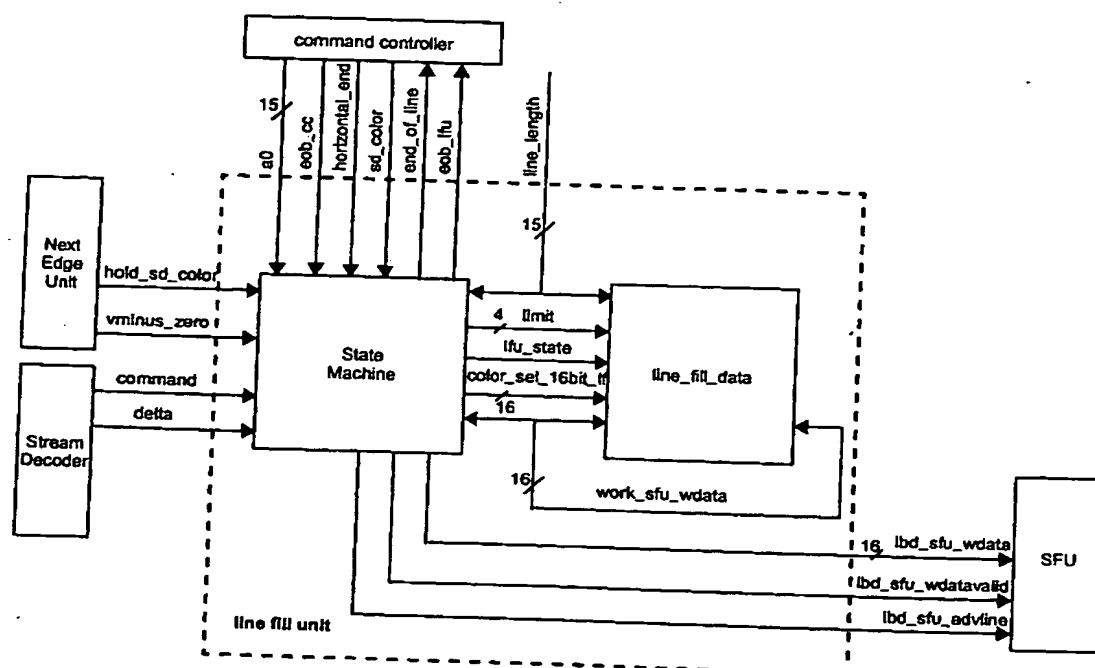 command controller
15
a0
eob_cc
horizontal_end
sd_color
end_of_line
eob_lfu
line_length
15
Next
Edge
Unit
hold_sd_color
vminus_zero
command
delta
Stream
Decoder
State
Machine
4
limit
lfu_state
color_sel_16bit_lf
16
line_fill_data
16
work_sfu_wdata
16
lbd_sfu_wdata
lbd_sfu_wdatavalid
lbd_sfu_advline
SFU
line fill unit